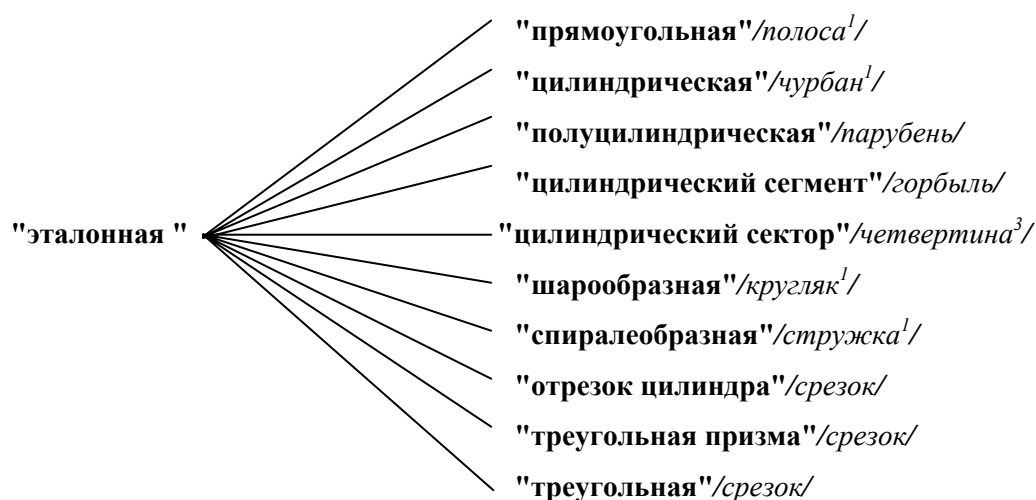 "прямоугольная"/полоса¹/
"цилиндрическая"/чурбан¹/
"полуцилиндрическая"/парубень/
"цилиндрический сегмент"/горбыль/
"эталонная " "цилиндрический сектор"/четвертина³/
"шарообразная"/кругляк¹/
"спиралеобразная"/стружка¹/
"отрезок цилиндра"/срезок/
"треугольная призма"/срезок/
"треугольная"/срезок/